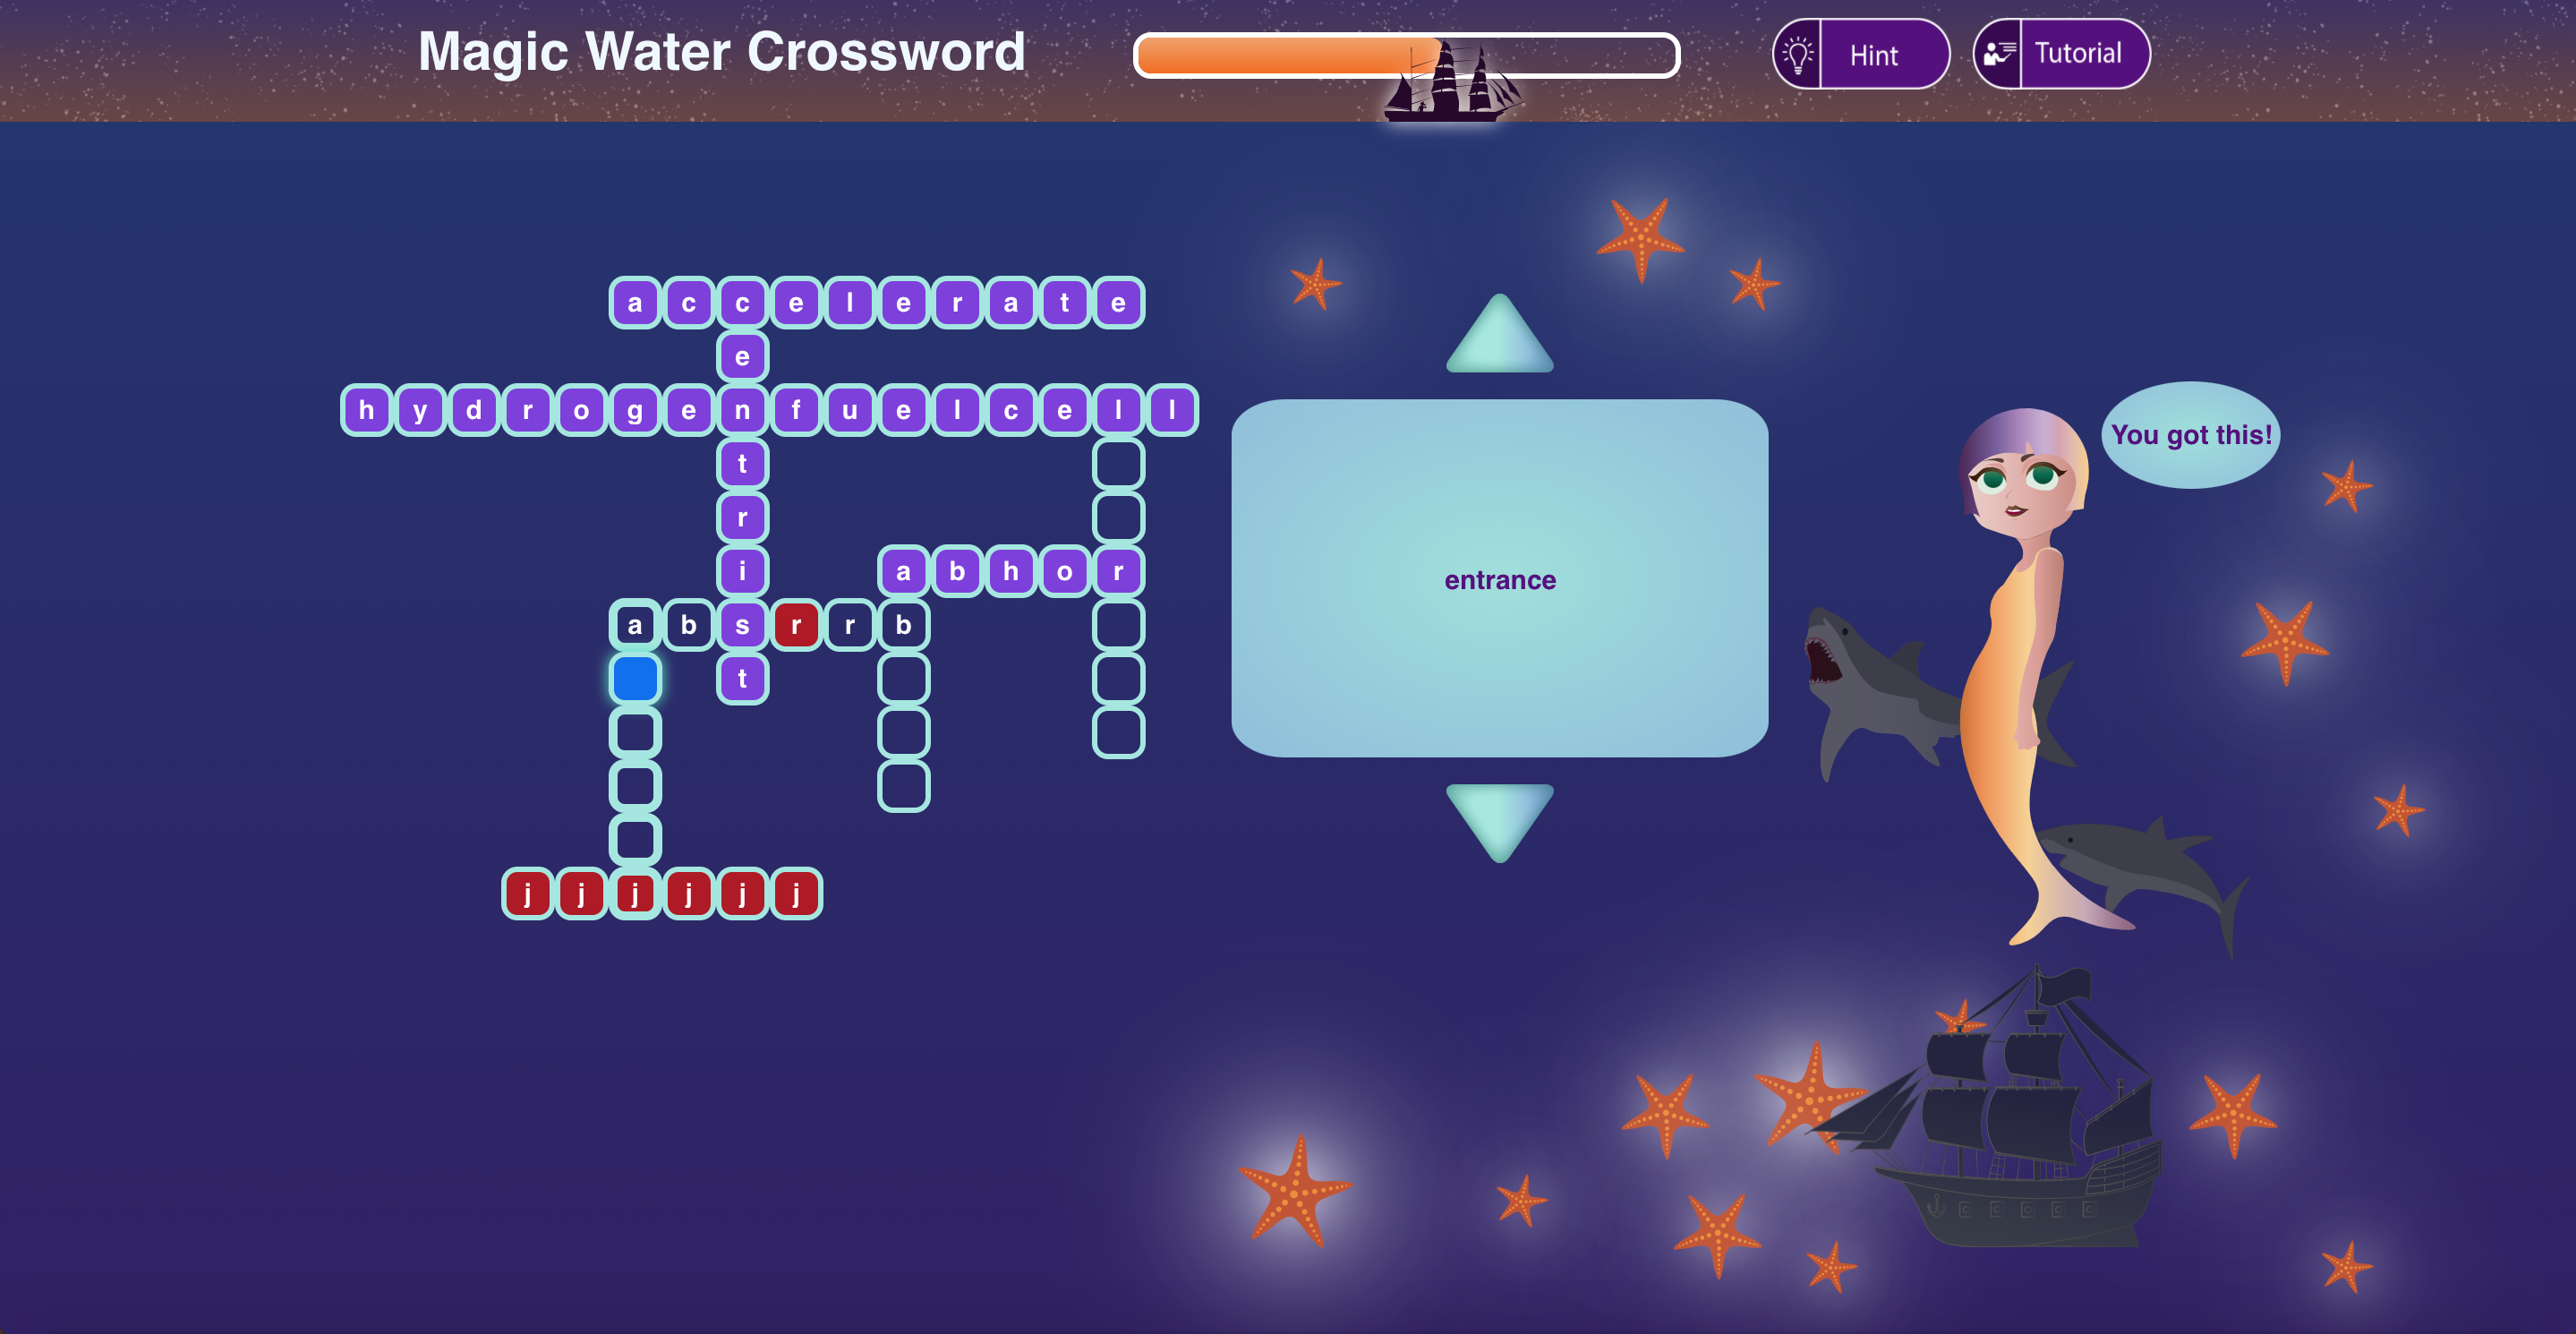 Magic Water Crossword
Hint
Tutorial
accelerate
e
hydrogenfuelcell
t
r
i
abhor
absrrb
t
jjjjjj
entrance
You got this!